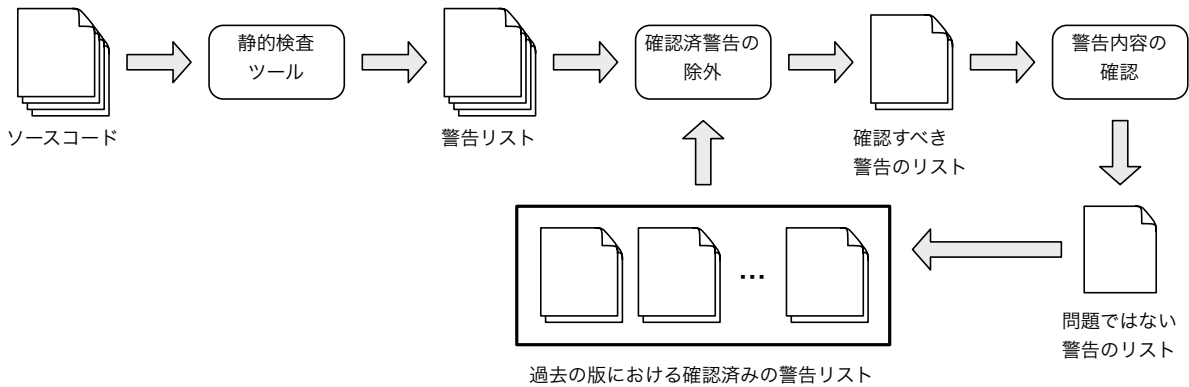 静的検査
ツール
確認済警告の
除外
警告内容の
確認
ソースコード
警告リスト
確認すべき
警告のリスト
...
問題ではない
警告のリスト
過去の版における確認済みの警告リスト